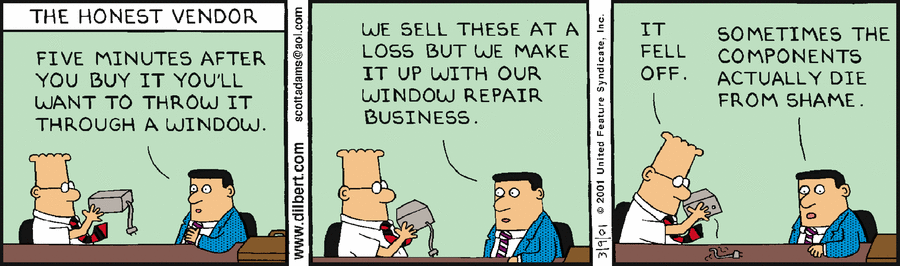 THE HONEST VENDOR
FIVE MINUTES AFTER
YOU BUY IT YOU'LL
WANT TO THROW IT
THROUGH A WINDOW.
www.dilbert.com scottadams@aol.com
WE SELL THESE AT A
LOSS BUT WE MAKE
IT UP WITH OUR
WINDOW REPAIR
BUSINESS.
3/9/01 © 2001 United Feature Syndicate, Inc.
IT
FELL
OFF.
SOMETIMES THE
COMPONENTS
ACTUALLY DIE
FROM SHAME.